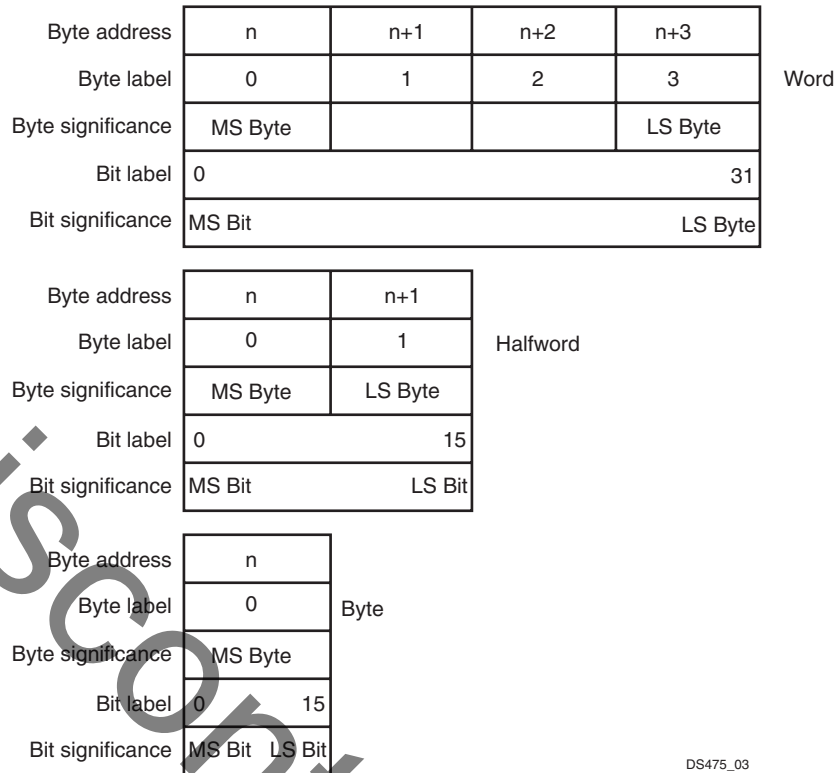 Byte address n n+1 n+2 n+3
Byte label 0 1 2 3 Word
Byte significance MS Byte LS Byte
Bit label 0 31
Bit significance MS Bit LS Byte
Byte address n n+1
Byte label 0 1 Halfword
Byte significance MS Byte LS Byte
Bit label 0 15
Bit significance MS Bit LS Bit
Byte address n
Byte label 0 Byte
Byte significance MS Byte
Bit label 0 15
Bit significance MS Bit LS Bit
DS475_03